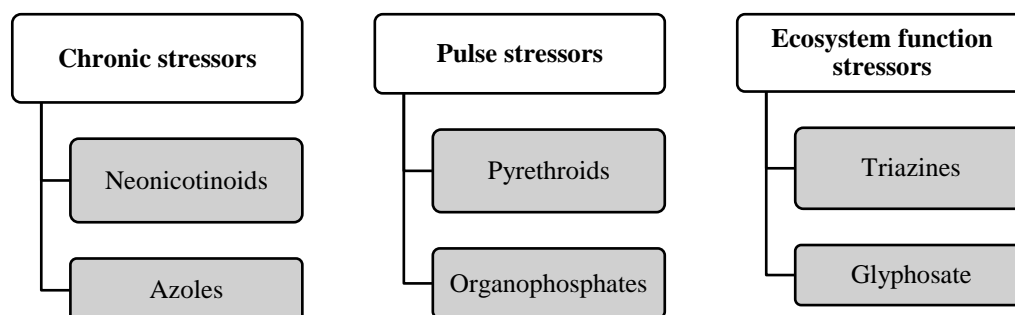 Chronic stressors
Neonicotinoids
Azoles
Pulse stressors
Pyrethroids
Organophosphates
Ecosystem function
stressors
Triazines
Glyphosate